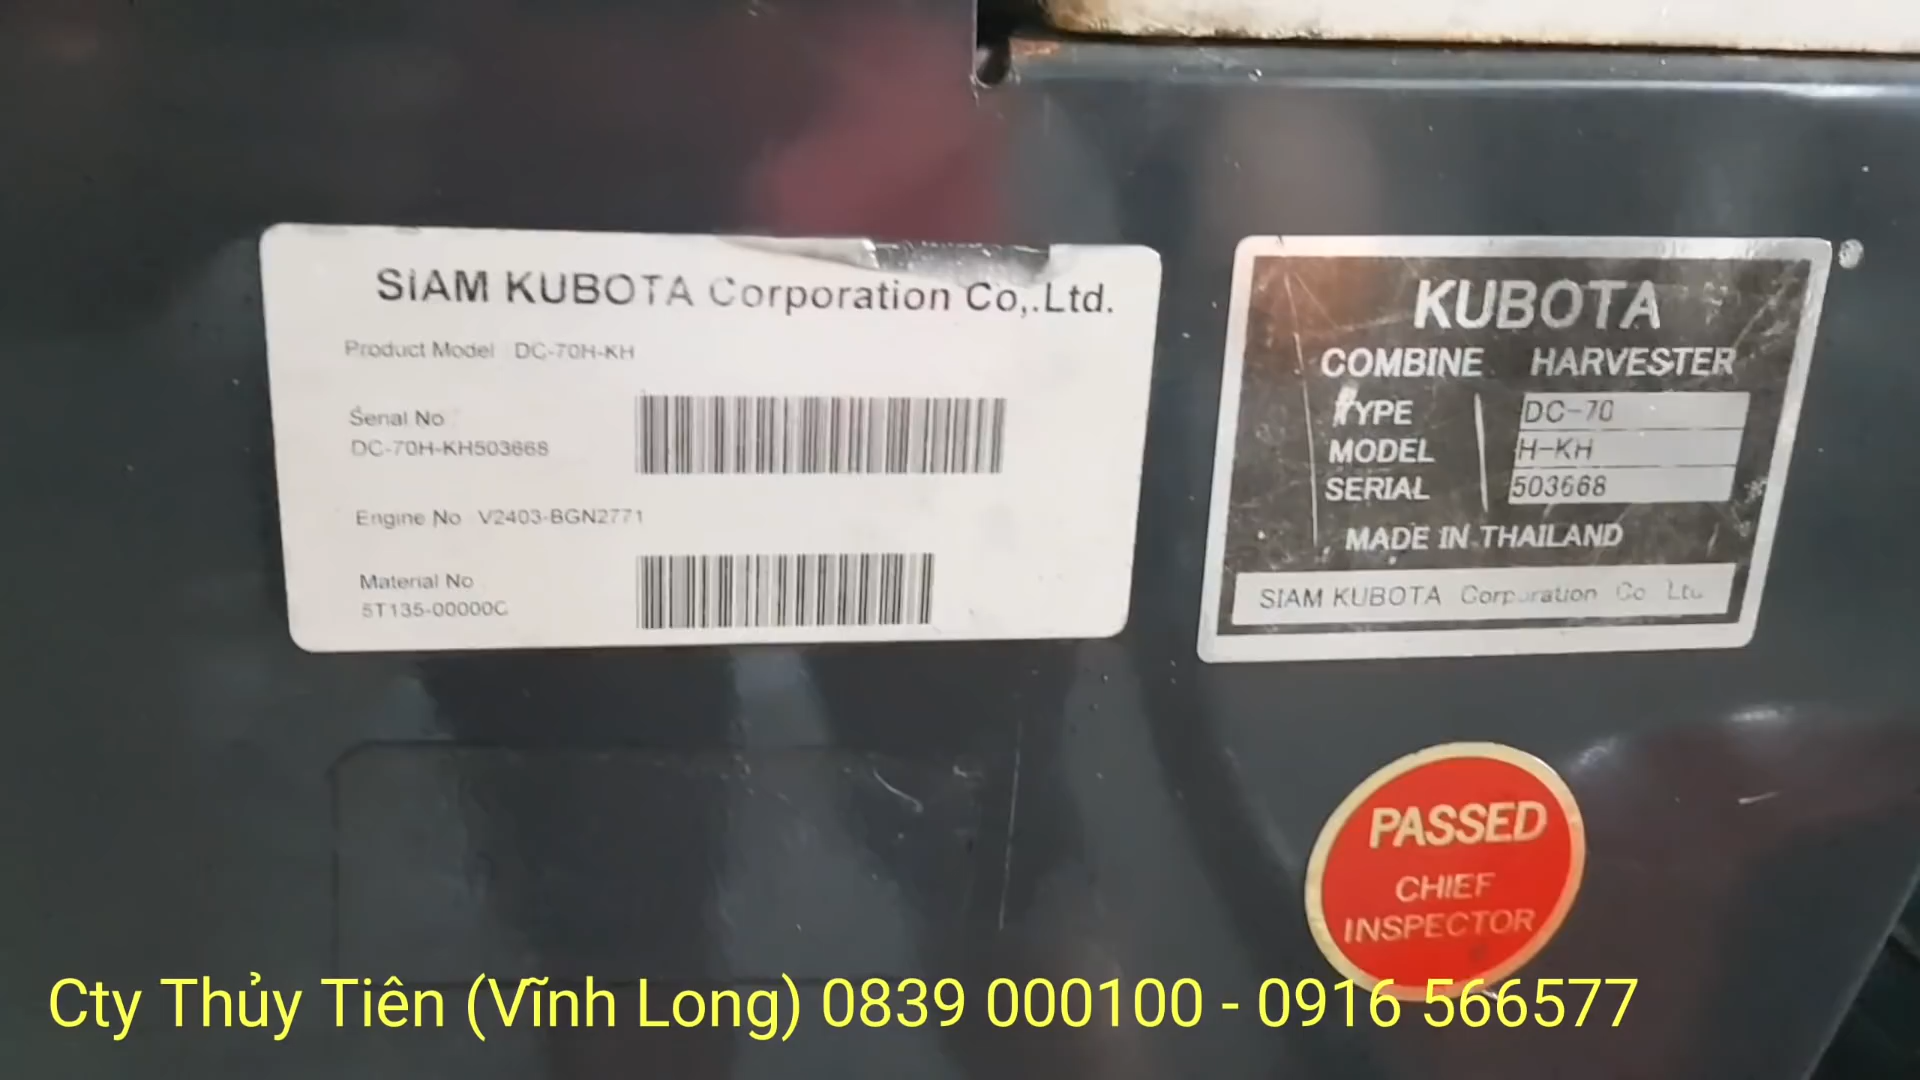 SIAM KUBOTA Corporation Co,.Ltd.
Product Model DC-70H-KH
Serial No
DC-70H-KH503668
Engine No V2403-BGN2771
Material No
5T135-00000C
KUBOTA
COMBINE HARVESTER
TYPE DC-70
MODEL H-KH
SERIAL 503668
MADE IN THAILAND
SIAM KUBOTA Corporation Co Ltd
PASSED
CHIEF
INSPECTOR
Cty Thủy Tiên (Vĩnh Long) 0839 000100 - 0916 566577